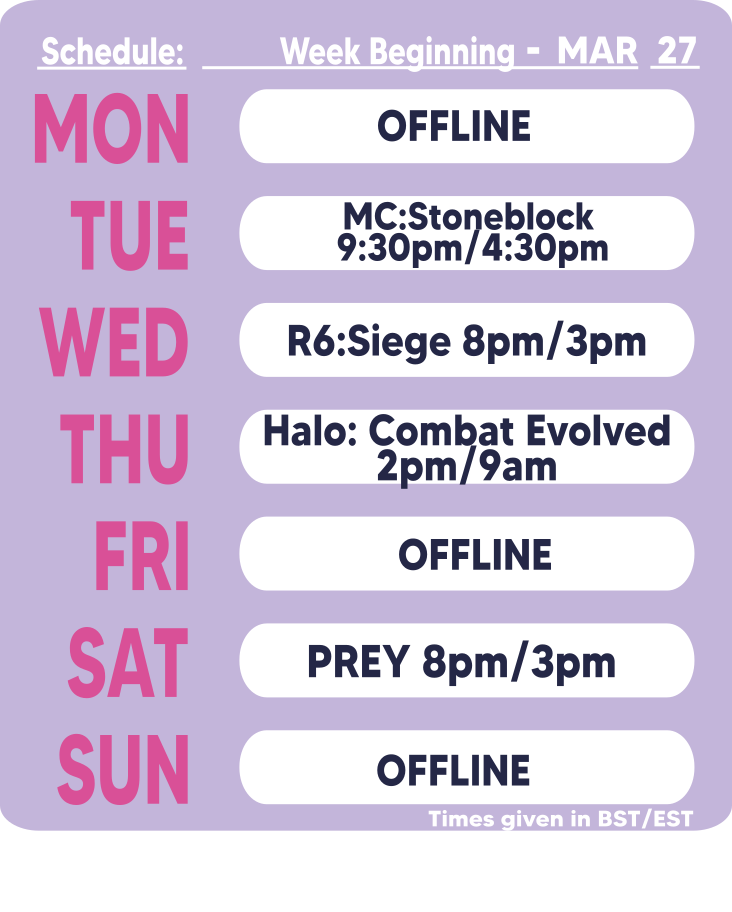 Schedule: Week Beginning - MAR 27
MON OFFLINE
TUE MC:Stoneblock
9:30pm/4:30pm
WED R6:Siege 8pm/3pm
THU Halo: Combat Evolved
2pm/9am
FRI OFFLINE
SAT PREY 8pm/3pm
SUN OFFLINE
Times given in BST/EST